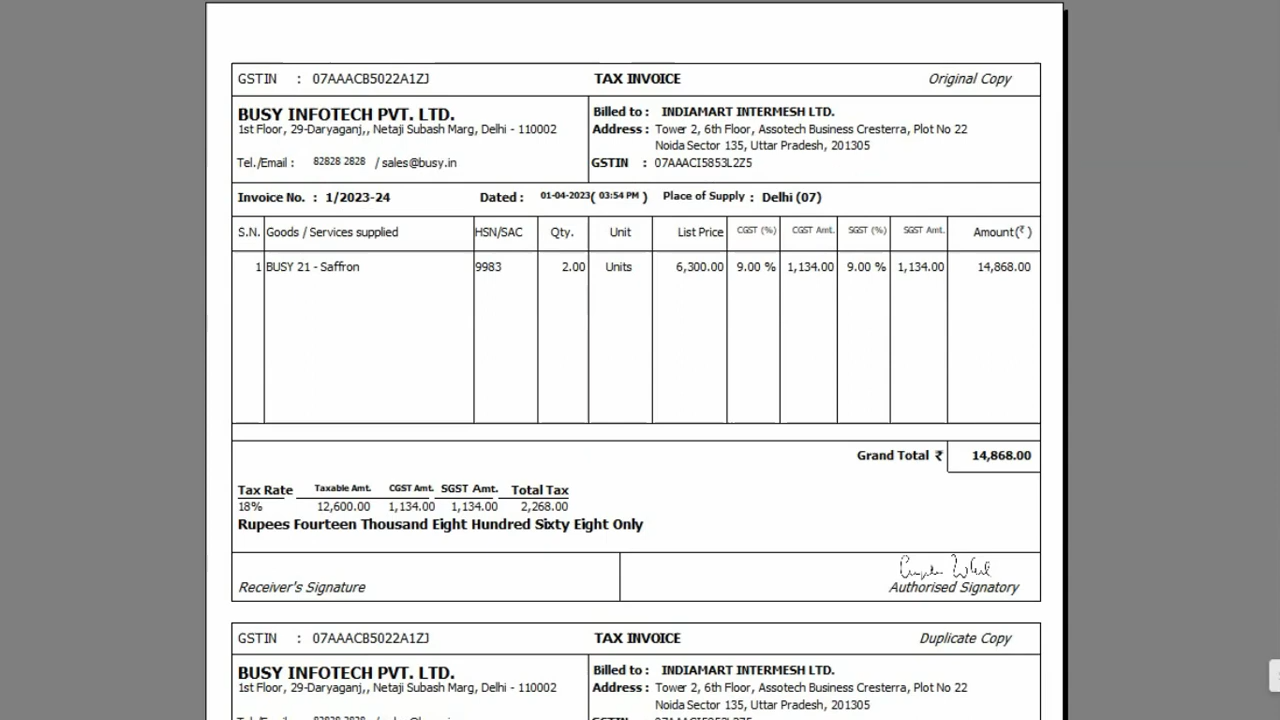 GSTIN : 07AAACB5022A1ZJ TAX INVOICE Original Copy
BUSY INFOTECH PVT. LTD.
1st Floor, 29-Daryaganj,, Netaji Subash Marg, Delhi - 110002
Tel./Email : 82828 2828 / sales@busy.in
Billed to : INDIAMART INTERMESH LTD.
Address : Tower 2, 6th Floor, Assotech Business Cresterra, Plot No 22
Noida Sector 135, Uttar Pradesh, 201305
GSTIN : 07AAACI5853L2Z5
Invoice No. : 1/2023-24 Dated : 01-04-2023( 03:54 PM ) Place of Supply : Delhi (07)
S.N. Goods / Services supplied HSN/SAC Qty. Unit List Price CGST (%) CGST Amt. SGST (%) SGST Amt. Amount(₹ )
1 BUSY 21 - Saffron 9983 2.00 Units 6,300.00 9.00 % 1,134.00 9.00 % 1,134.00 14,868.00
Grand Total ₹ 14,868.00
Tax Rate Taxable Amt. CGST Amt. SGST Amt. Total Tax
18% 12,600.00 1,134.00 1,134.00 2,268.00
Rupees Fourteen Thousand Eight Hundred Sixty Eight Only
Receiver's Signature Authorised Signatory
GSTIN : 07AAACB5022A1ZJ TAX INVOICE Duplicate Copy
BUSY INFOTECH PVT. LTD.
1st Floor, 29-Daryaganj,, Netaji Subash Marg, Delhi - 110002
Billed to : INDIAMART INTERMESH LTD.
Address : Tower 2, 6th Floor, Assotech Business Cresterra, Plot No 22
Noida Sector 135, Uttar Pradesh, 201305